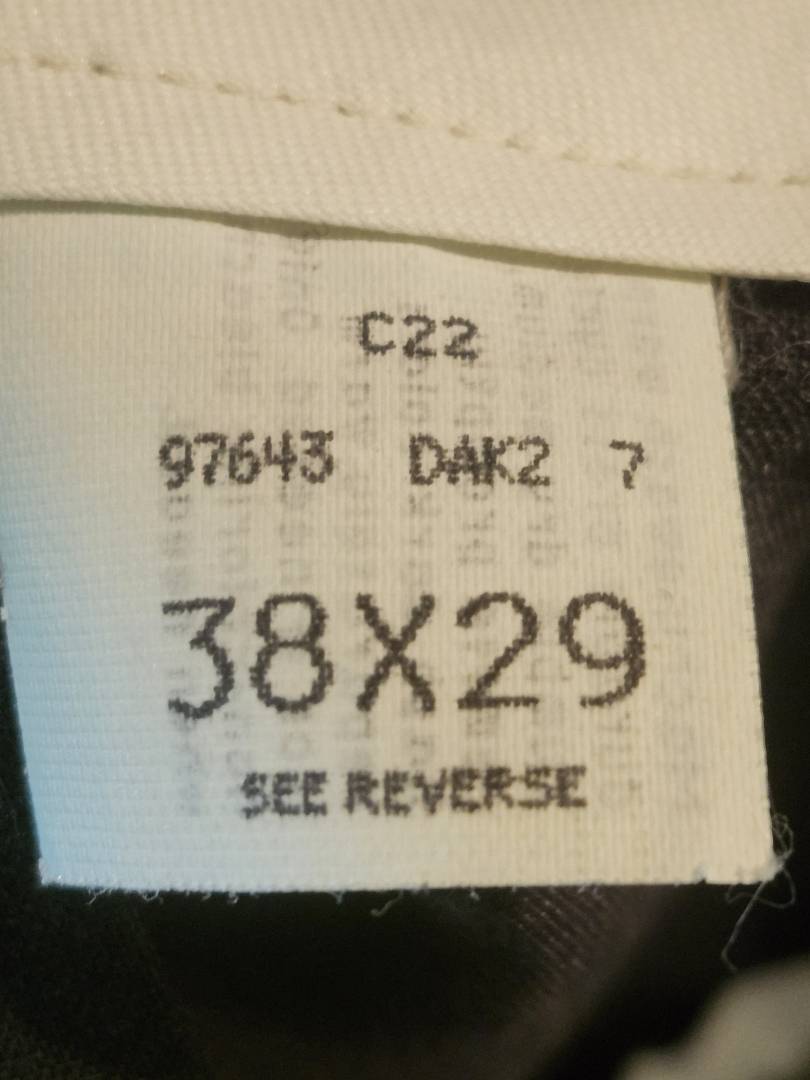 C22
97643 DAK2 7
38X29
SEE REVERSE